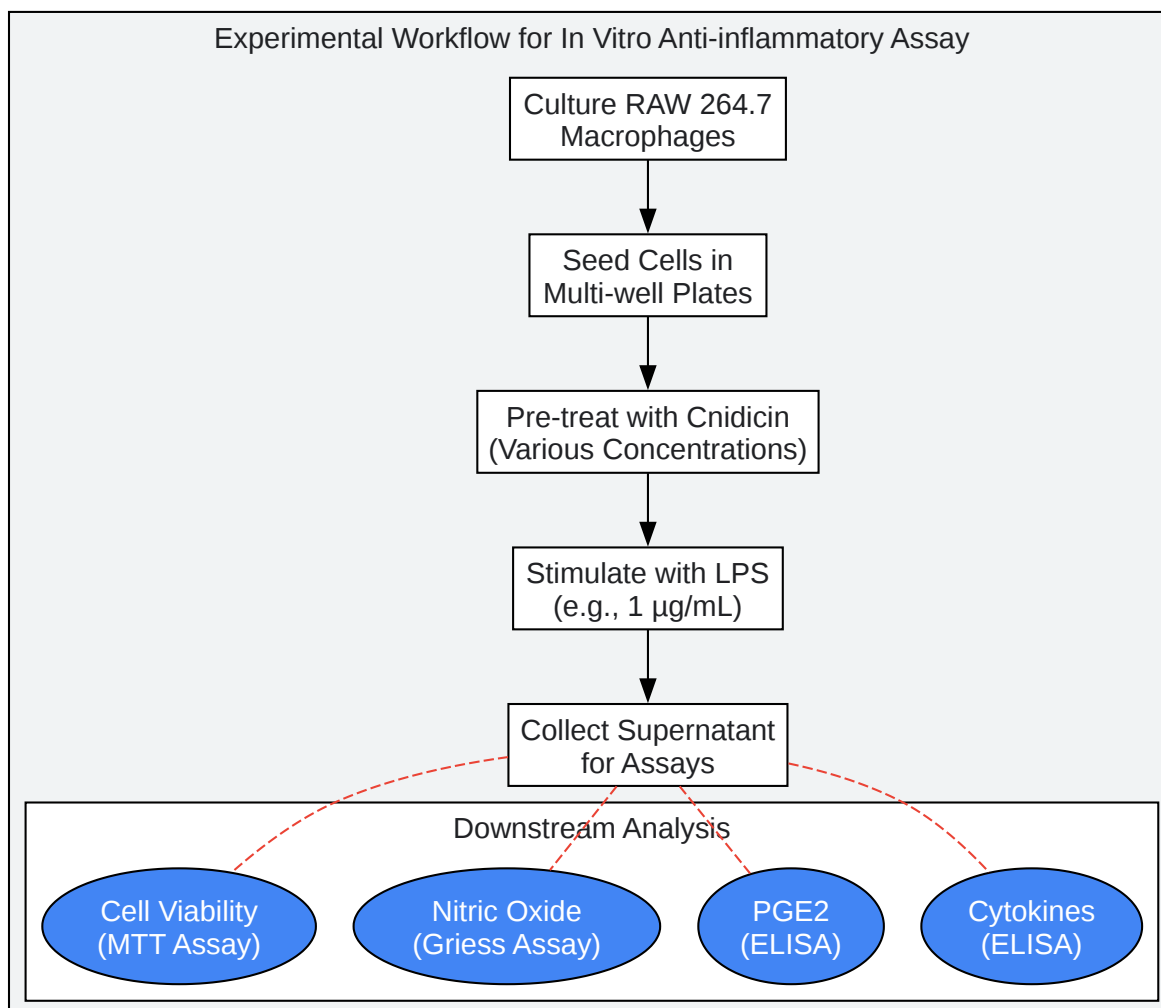 Experimental Workflow for In Vitro Anti-inflammatory Assay
Culture RAW 264.7
Macrophages
Seed Cells in
Multi-well Plates
Pre-treat with Cnidicin
(Various Concentrations)
Stimulate with LPS
(e.g., 1 µg/mL)
Collect Supernatant
for Assays
Downstream Analysis
Cell Viability
(MTT Assay)
Nitric Oxide
(Griess Assay)
PGE2
(ELISA)
Cytokines
(ELISA)